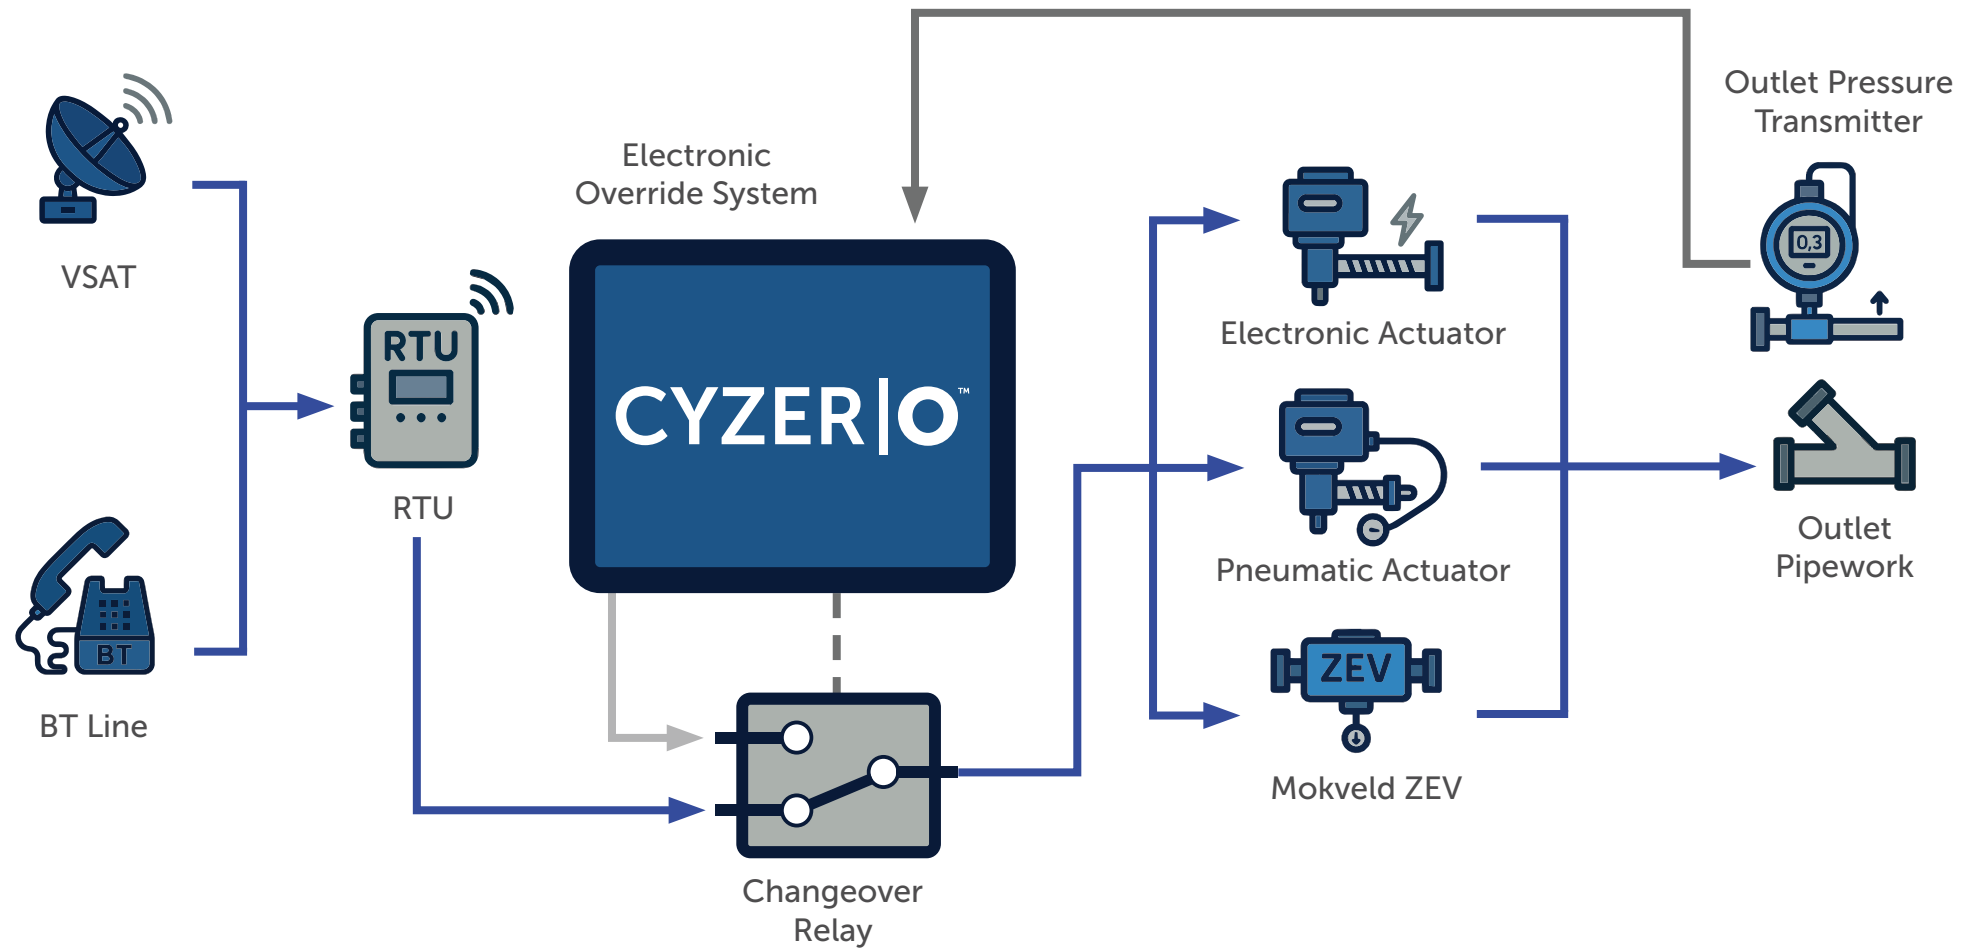 VSAT
BT
BT Line
RTU
RTU
Electronic
Override System
CYZER|O™
Changeover
Relay
Electronic Actuator
Pneumatic Actuator
ZEV
Mokveld ZEV
Outlet Pressure
Transmitter
0,3
Outlet
Pipework